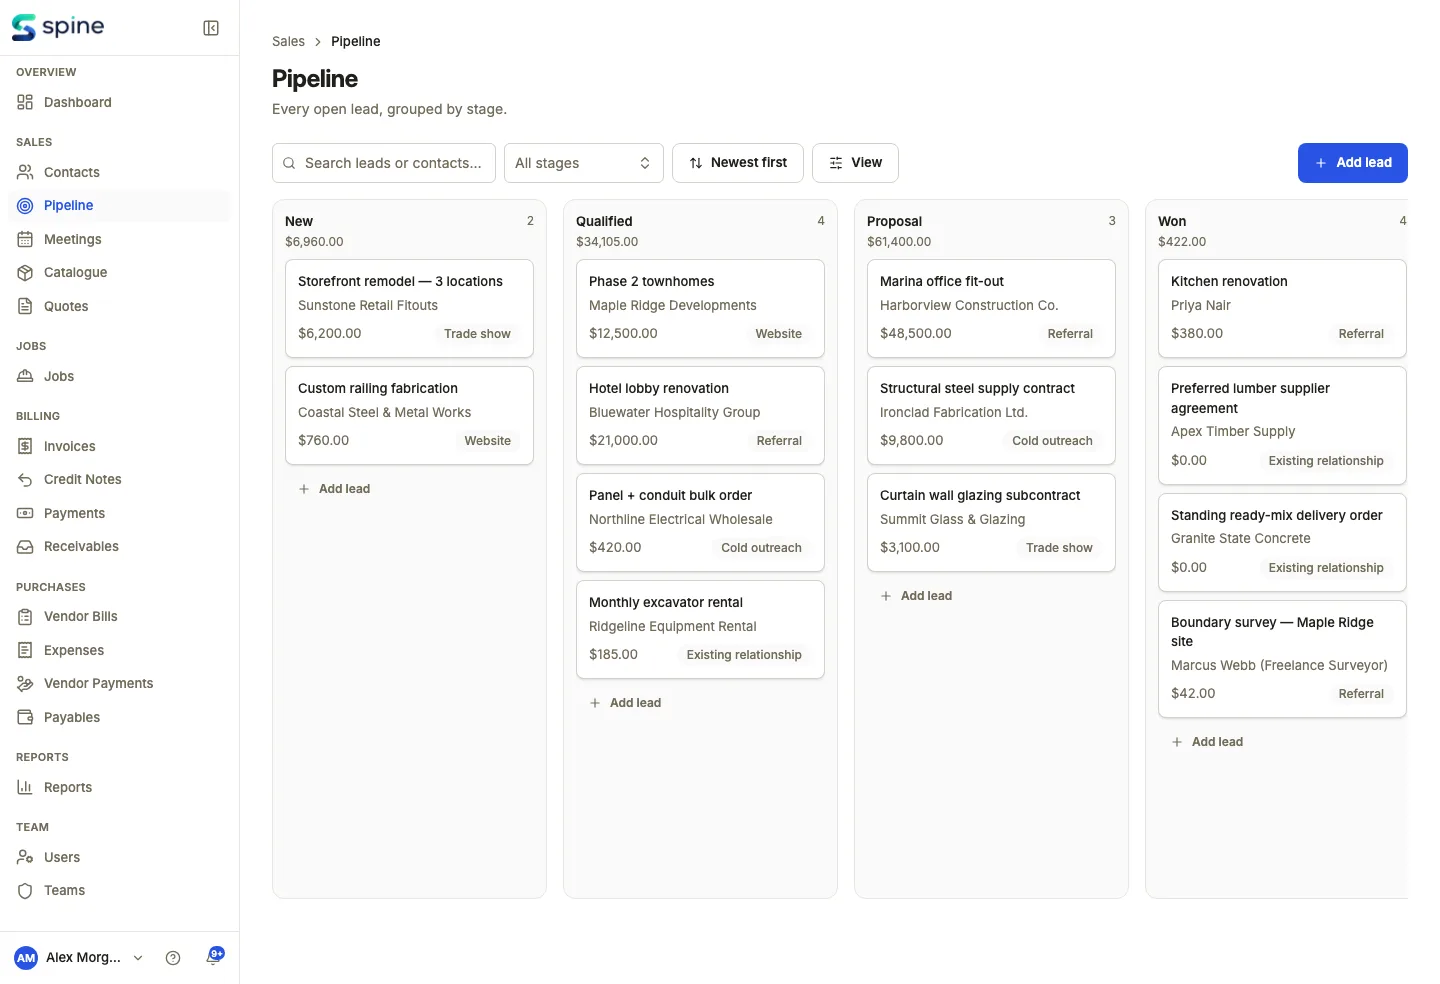 spine
OVERVIEW
Dashboard
SALES
Contacts
Pipeline
Meetings
Catalogue
Quotes
JOBS
Jobs
BILLING
Invoices
Credit Notes
Payments
Receivables
PURCHASES
Vendor Bills
Expenses
Vendor Payments
Payables
REPORTS
Reports
TEAM
Users
Teams
AM Alex Morg...
9+
Sales > Pipeline
Pipeline
Every open lead, grouped by stage.
Search leads or contacts...
All stages
Newest first
View
+ Add lead
New 2
$6,960.00
Storefront remodel — 3 locations
Sunstone Retail Fitouts
$6,200.00 Trade show
Custom railing fabrication
Coastal Steel & Metal Works
$760.00 Website
+ Add lead
Qualified 4
$34,105.00
Phase 2 townhomes
Maple Ridge Developments
$12,500.00 Website
Hotel lobby renovation
Bluewater Hospitality Group
$21,000.00 Referral
Panel + conduit bulk order
Northline Electrical Wholesale
$420.00 Cold outreach
Monthly excavator rental
Ridgeline Equipment Rental
$185.00 Existing relationship
+ Add lead
Proposal 3
$61,400.00
Marina office fit-out
Harborview Construction Co.
$48,500.00 Referral
Structural steel supply contract
Ironclad Fabrication Ltd.
$9,800.00 Cold outreach
Curtain wall glazing subcontract
Summit Glass & Glazing
$3,100.00 Trade show
+ Add lead
Won 4
$422.00
Kitchen renovation
Priya Nair
$380.00 Referral
Preferred lumber supplier
agreement
Apex Timber Supply
$0.00 Existing relationship
Standing ready-mix delivery order
Granite State Concrete
$0.00 Existing relationship
Boundary survey — Maple Ridge
site
Marcus Webb (Freelance Surveyor)
$42.00 Referral
+ Add lead